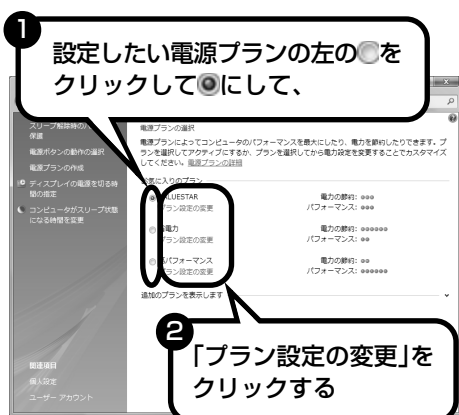 1
設定したい電源プランの左の○を
クリックして◉にして、
スリープ解除時の
保護
電源ボタンの動作の選択
電源プランの作成
ディスプレイの電源を切る時
間の指定
コンピュータがスリープ状態
になる時間を変更
関連項目
個人設定
ユーザー アカウント
電源プランの選択
電源プランによってコンピュータのパフォーマンスを最大にしたり、電力を節約したりできます。プ
ランを選択してアクティブにするか、プランを選択してから電力設定を変更することでカスタマイズ
してください。電源プランの詳細
お気に入りのプラン
VALUESTAR 電力の節約:
プラン設定の変更 パフォーマンス:
省電力 電力の節約:
プラン設定の変更 パフォーマンス:
高パフォーマンス 電力の節約:
プラン設定の変更 パフォーマンス:
追加のプランを表示します
2
「プラン設定の変更」を
クリックする